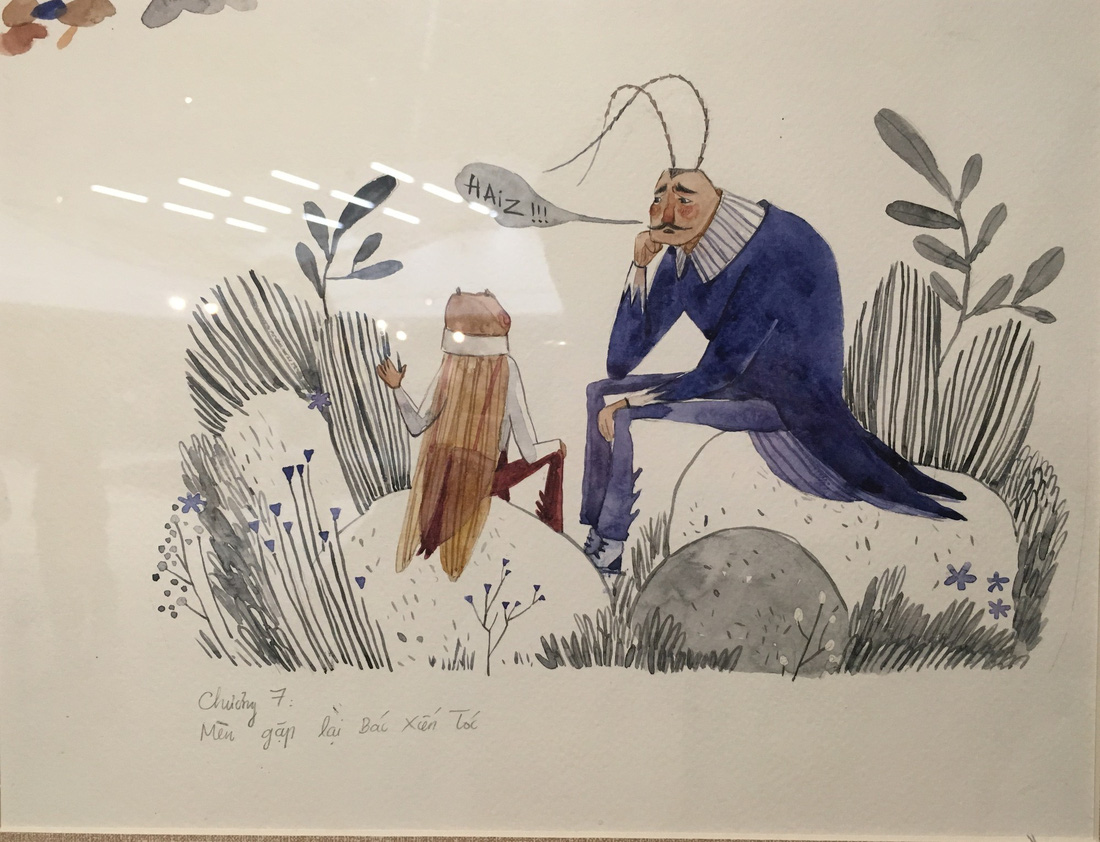 HAiZ !!!
Chương 7:
Mèn gặp lại Bác Xiến Tóc